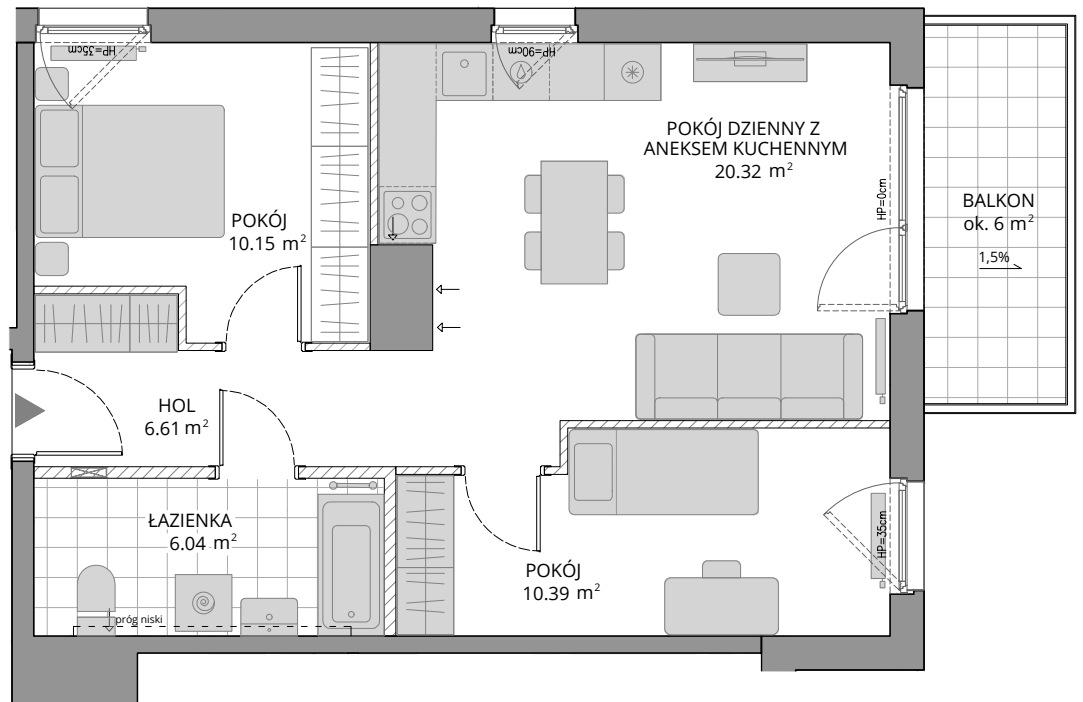 HP=35cm
HP=90cm
POKÓJ DZIENNY Z
ANEKSEM KUCHENNYM
20.32 m²
HP=0cm
BALKON
ok. 6 m²
1,5%
POKÓJ
10.15 m²
HOL
6.61 m²
ŁAZIENKA
6.04 m²
próg niski
POKÓJ
10.39 m²
HP=35cm